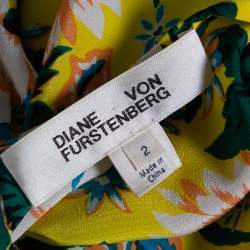 DIANE VON
FURSTENBERG
2
Made in
China